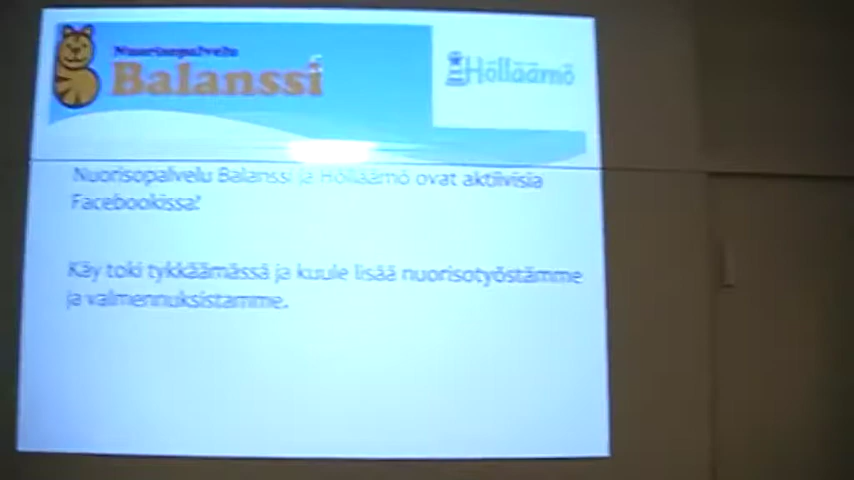 Nuorisopalvelu
Balanssi
Hölläämö
Nuorisopalvelu Balanssi ja Hölläämö ovat aktiivisia
Facebookissa!
Käy toki tykkäämässä ja kuule lisää nuorisotyöstämme
ja valmennuksistamme.